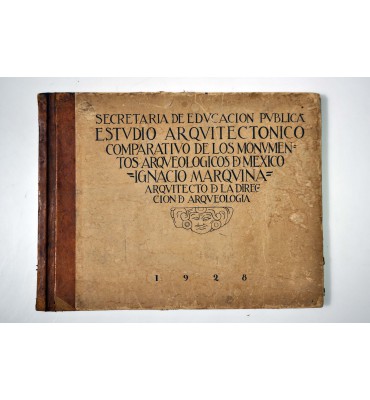 SECRETARIA DE EDVCACION PVBLICA
ESTVDIO ARQVITECTONICO
COMPARATIVO DE LOS MONVMEN=
TOS ARQVEOLOGICOS D MEXICO
=IGNACIO MARQVINA=
ARQVITECTO D LA DIREC=
CION D ARQVEOLOGIA
1928